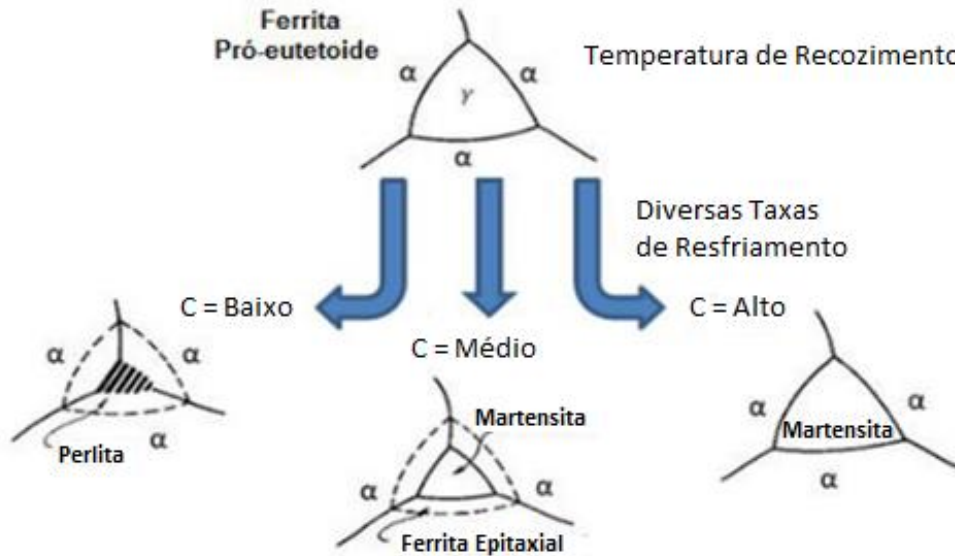 Ferrita
Pró-eutetoide
Temperatura de Recozimento
α
α
γ
α
Diversas Taxas
de Resfriamento
C = Baixo
C = Médio
C = Alto
α
α
α
Perlita
Martensita
α
α
Ferrita Epitaxial
α
α
Martensita
α